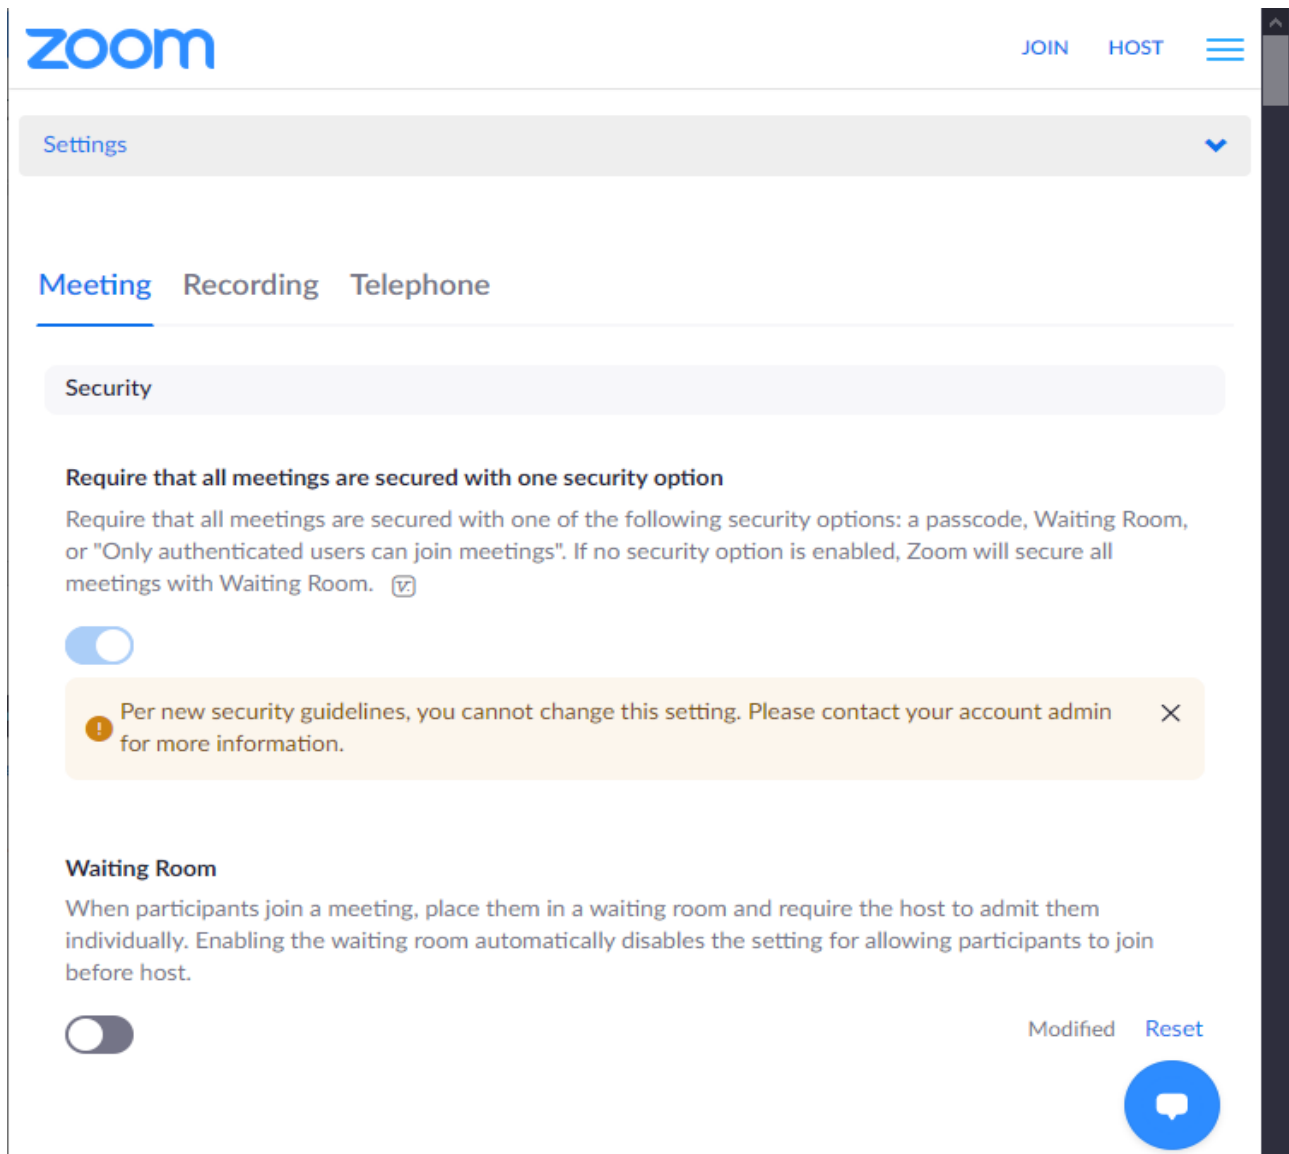 zoom
JOIN HOST
Settings
Meeting Recording Telephone
Security
Require that all meetings are secured with one security option
Require that all meetings are secured with one of the following security options: a passcode, Waiting Room,
or "Only authenticated users can join meetings". If no security option is enabled, Zoom will secure all
meetings with Waiting Room.
Per new security guidelines, you cannot change this setting. Please contact your account admin
for more information.
Waiting Room
When participants join a meeting, place them in a waiting room and require the host to admit them
individually. Enabling the waiting room automatically disables the setting for allowing participants to join
before host.
Modified Reset